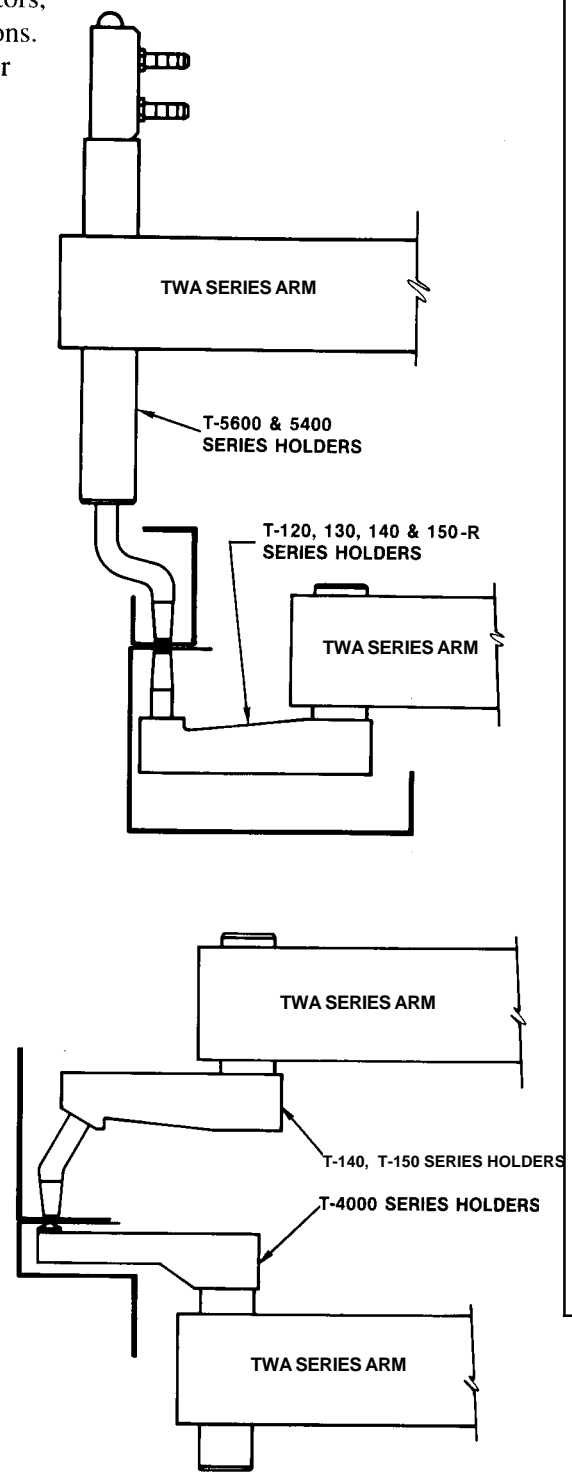 ons.
r
TWA SERIES ARM
T-5600 & 5400
SERIES HOLDERS
T-120, 130, 140 & 150-R
SERIES HOLDERS
TWA SERIES ARM
TWA SERIES ARM
T-140, T-150 SERIES HOLDERS
T-4000 SERIES HOLDERS
TWA SERIES ARM